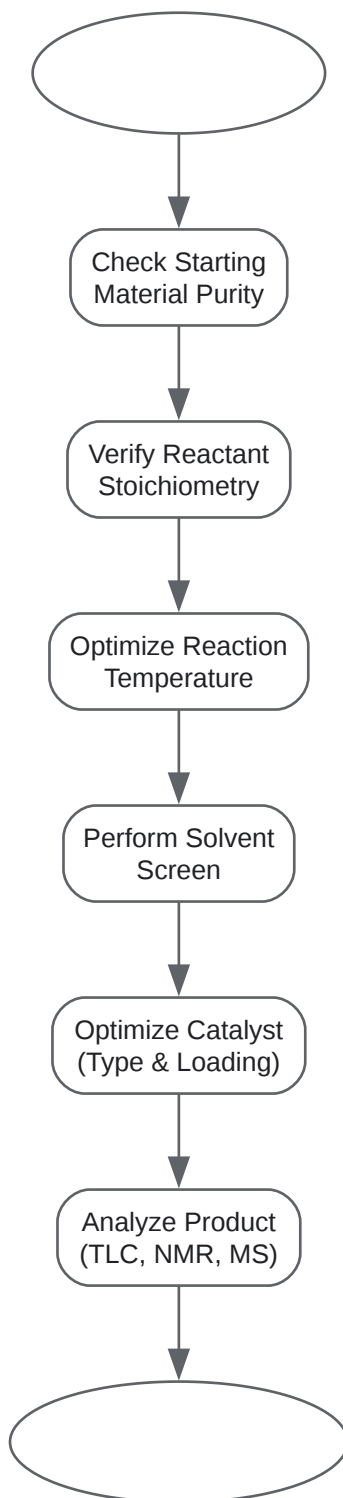 Check Starting
Material Purity
Verify Reactant
Stoichiometry
Optimize Reaction
Temperature
Perform Solvent
Screen
Optimize Catalyst
(Type & Loading)
Analyze Product
(TLC, NMR, MS)